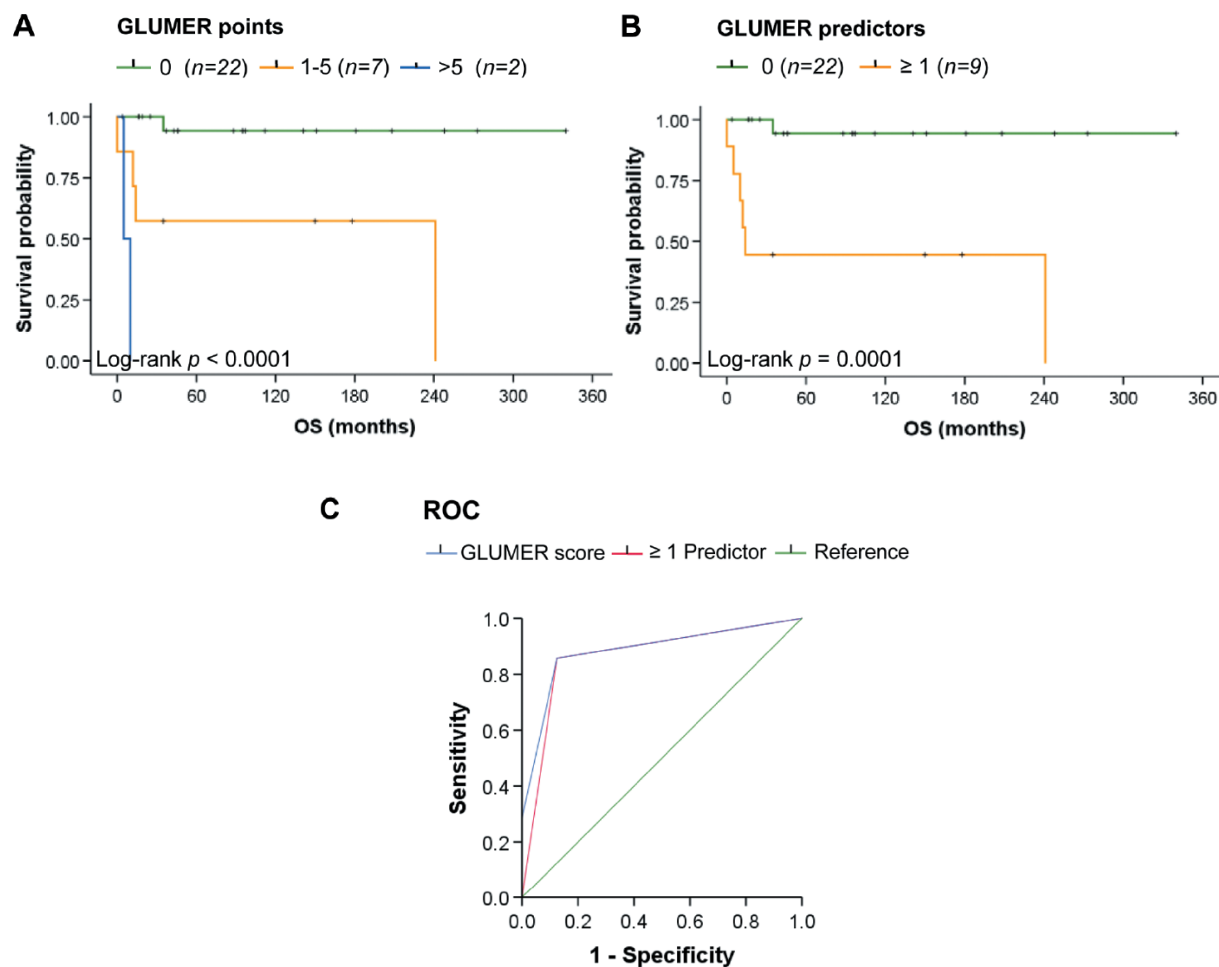 A
GLUMER points
0 (n=22) 1-5 (n=7) >5 (n=2)
1.00
0.75
0.50
0.25
0.00
Survival probability
Log-rank p < 0.0001
0 60 120 180 240 300 360
OS (months)
B
GLUMER predictors
0 (n=22) ≥ 1 (n=9)
1.00
0.75
0.50
0.25
0.00
Survival probability
Log-rank p = 0.0001
0 60 120 180 240 300 360
OS (months)
C
ROC
GLUMER score ≥ 1 Predictor Reference
1.0
0.8
0.6
0.4
0.2
0.0
Sensitivity
0.0 0.2 0.4 0.6 0.8 1.0
1 - Specificity